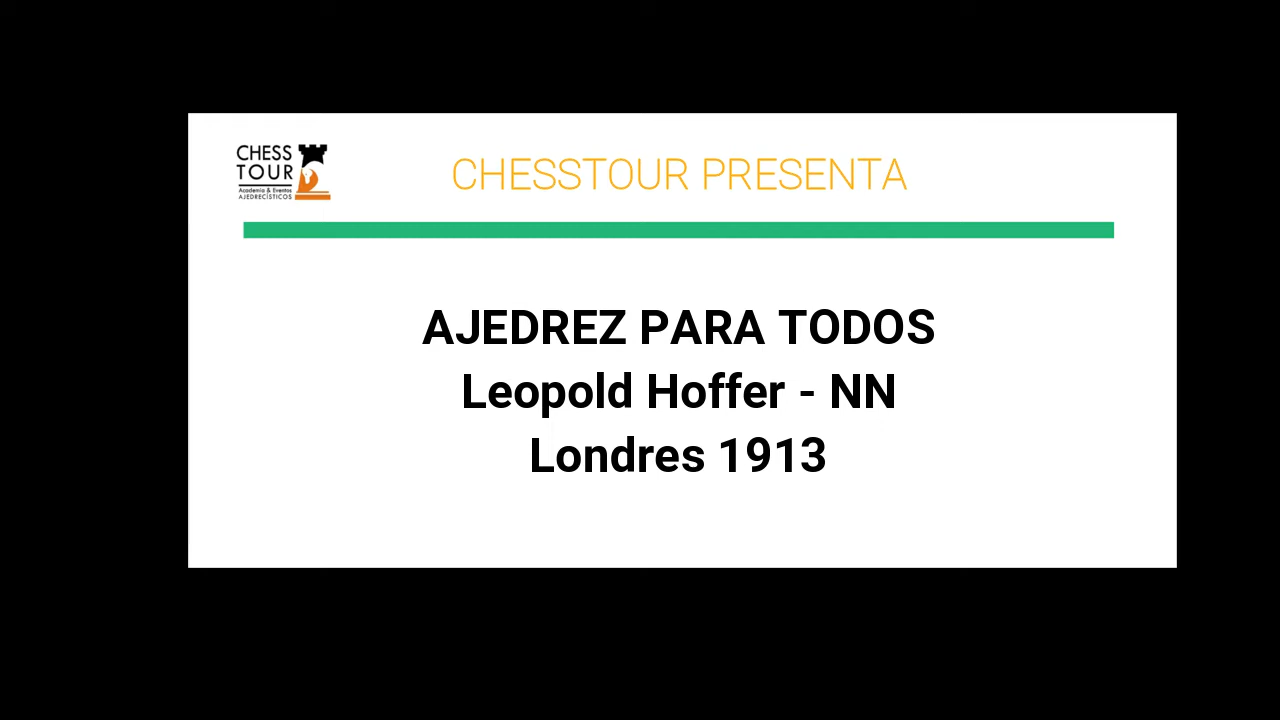 CHESS
TOUR
Academia & Eventos
AJEDRECÍSTICOS
CHESSTOUR PRESENTA
AJEDREZ PARA TODOS
Leopold Hoffer - NN
Londres 1913